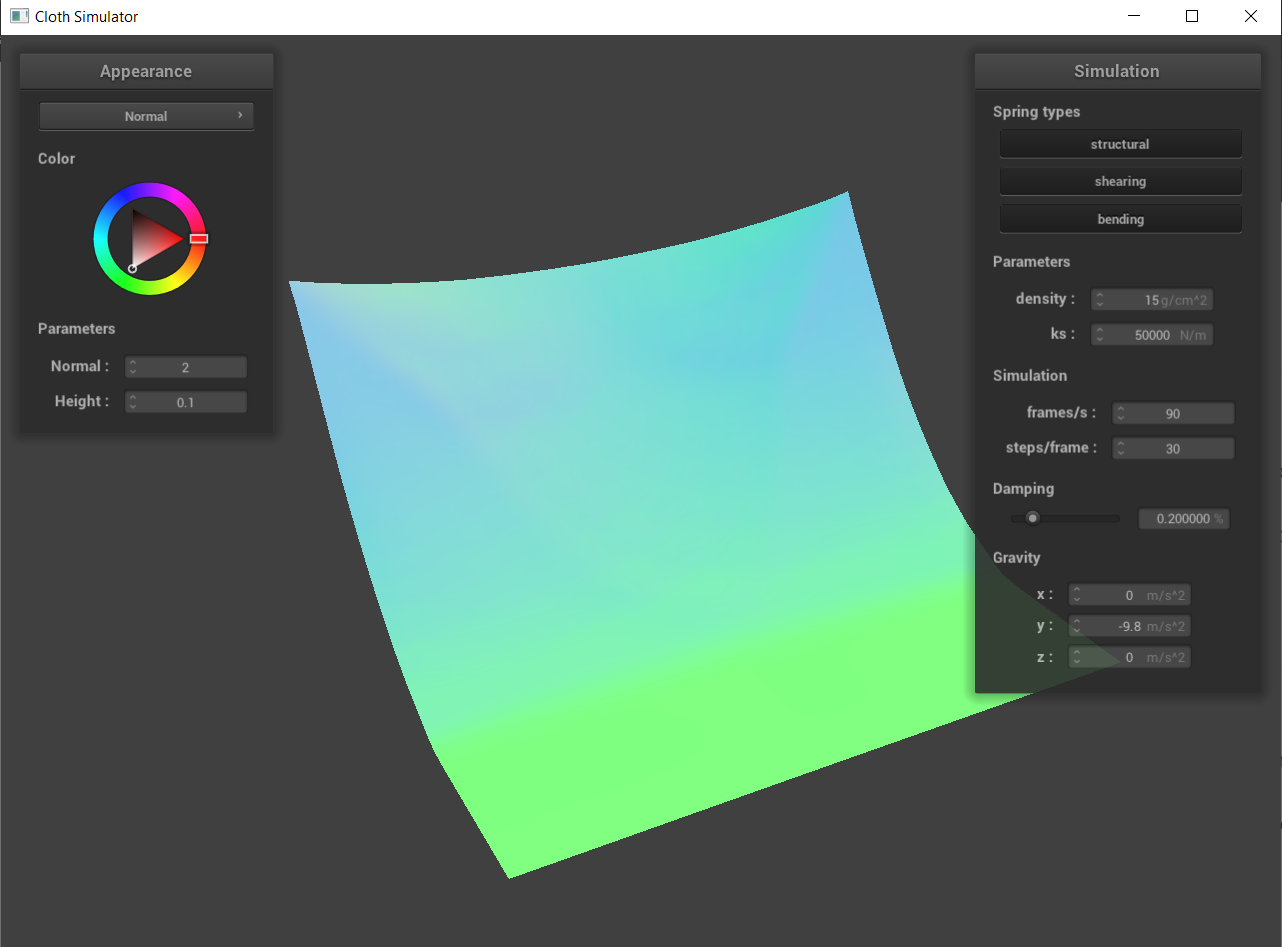 Cloth Simulator
Appearance
Normal ›
Color
Parameters
Normal : 2
Height : 0.1
Simulation
Spring types
structural
shearing
bending
Parameters
density : 15 g/cm^2
ks : 50000 N/m
Simulation
frames/s : 90
steps/frame : 30
Damping
0.200000 %
Gravity
x : 0 m/s^2
y : -9.8 m/s^2
z : 0 m/s^2